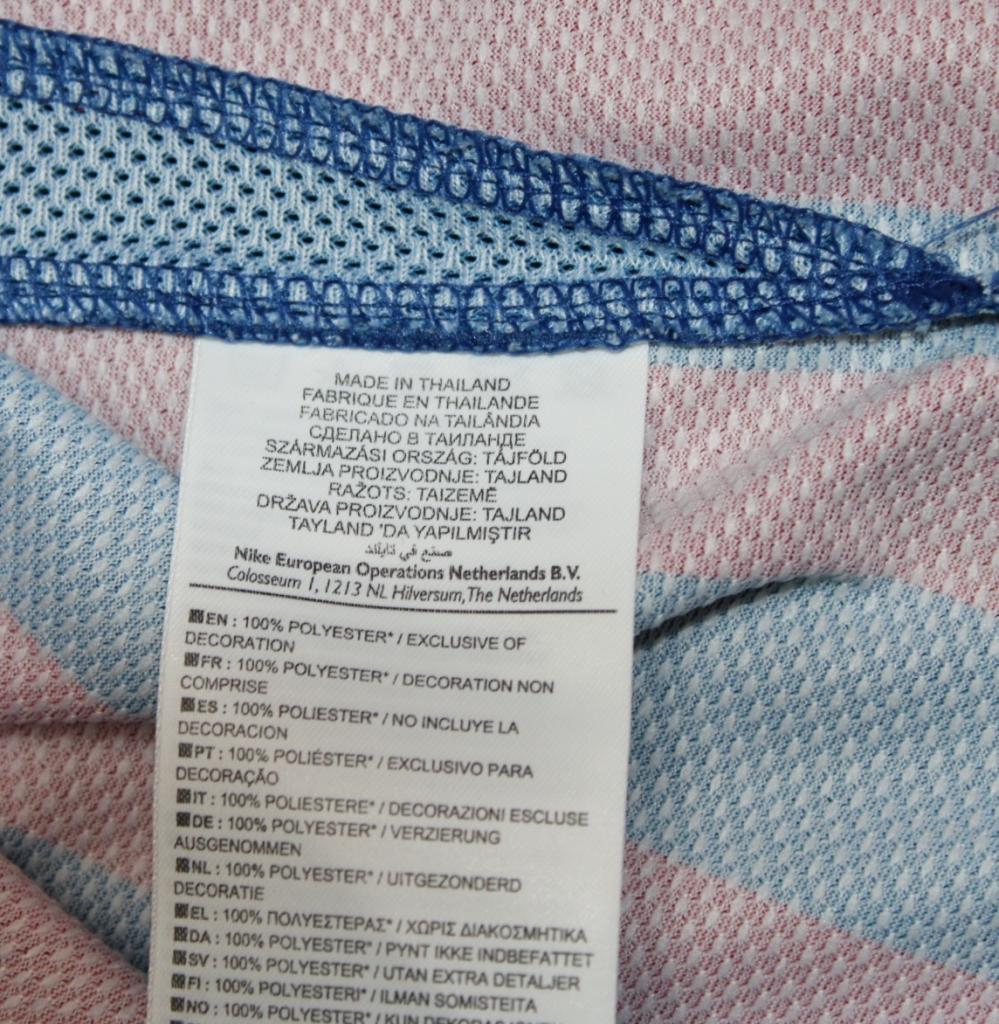 MADE IN THAILAND
FABRIQUE EN THAILANDE
FABRICADO NA TAILÂNDIA
СДЕЛАНО В ТАИЛАНДЕ
SZÁRMAZÁSI ORSZÁG: TÁJFÖLD
ZEMLJA PROIZVODNJE: TAJLAND
RAŽOTS: TAIZEMĒ
DRŽAVA PROIZVODNJE: TAJLAND
TAYLAND 'DA YAPILMIŞTIR
صنع في تايلاند
Nike European Operations Netherlands B.V.
Colosseum 1, 1213 NL Hilversum, The Netherlands
EN : 100% POLYESTER* / EXCLUSIVE OF
DECORATION
FR : 100% POLYESTER* / DECORATION NON
COMPRISE
ES : 100% POLIESTER* / NO INCLUYE LA
DECORACION
PT : 100% POLIÉSTER* / EXCLUSIVO PARA
DECORAÇÃO
IT : 100% POLIESTERE* / DECORAZIONI ESCLUSE
DE : 100% POLYESTER* / VERZIERUNG
AUSGENOMMEN
NL : 100% POLYESTER* / UITGEZONDERD
DECORATIE
EL : 100% ΠΟΛΥΕΣΤΕΡΑΣ* / ΧΩΡΙΣ ΔΙΑΚΟΣΜΗΤΙΚΑ
DA : 100% POLYESTER* / PYNT IKKE INDBEFATTET
SV : 100% POLYESTER* / UTAN EXTRA DETALJER
FI : 100% POLYESTERI* / ILMAN SOMISTEITA
NO : 100% POLYESTER* / KUN